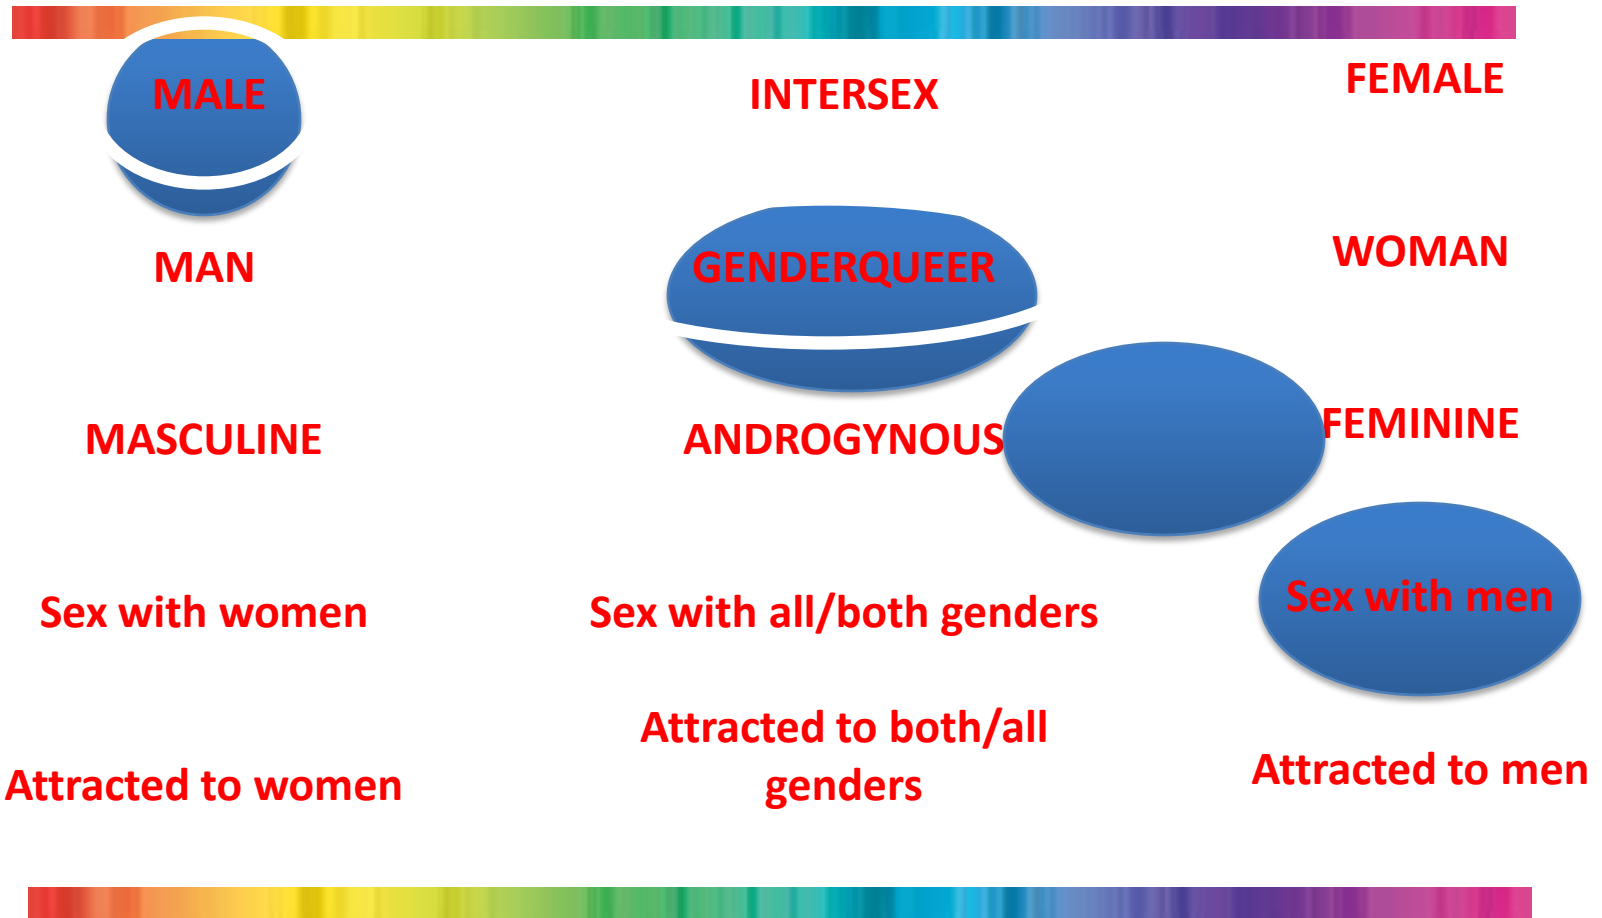 MALE INTERSEX FEMALE
MAN GENDERQUEER WOMAN
MASCULINE ANDROGYNOUS FEMININE
Sex with women Sex with all/both genders Sex with men
Attracted to women
Attracted to both/all
genders
Attracted to men